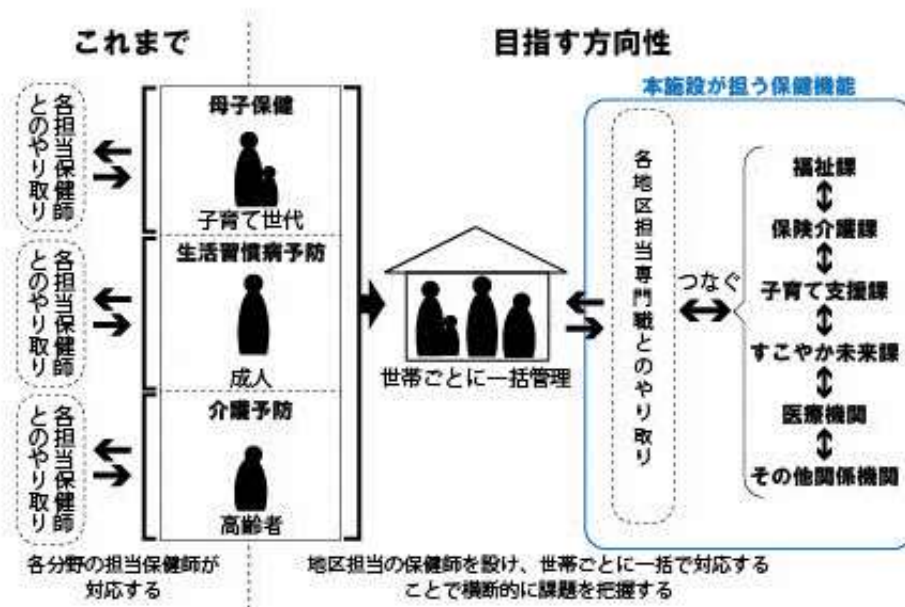 これまで
目指す方向性
本施設が担う保健機能
各担当保健師
とのやり取り
母子保健
子育て世代
各担当保健師
とのやり取り
生活習慣病予防
成人
各担当保健師
とのやり取り
介護予防
高齢者
世帯ごとに一括管理
各地区担当専門職とのやり取り
つなぐ
福祉課
保険介護課
子育て支援課
すこやか未来課
医療機関
その他関係機関
各分野の担当保健師が
対応する
地区担当の保健師を設け、世帯ごとに一括で対応する
ことで横断的に課題を把握する